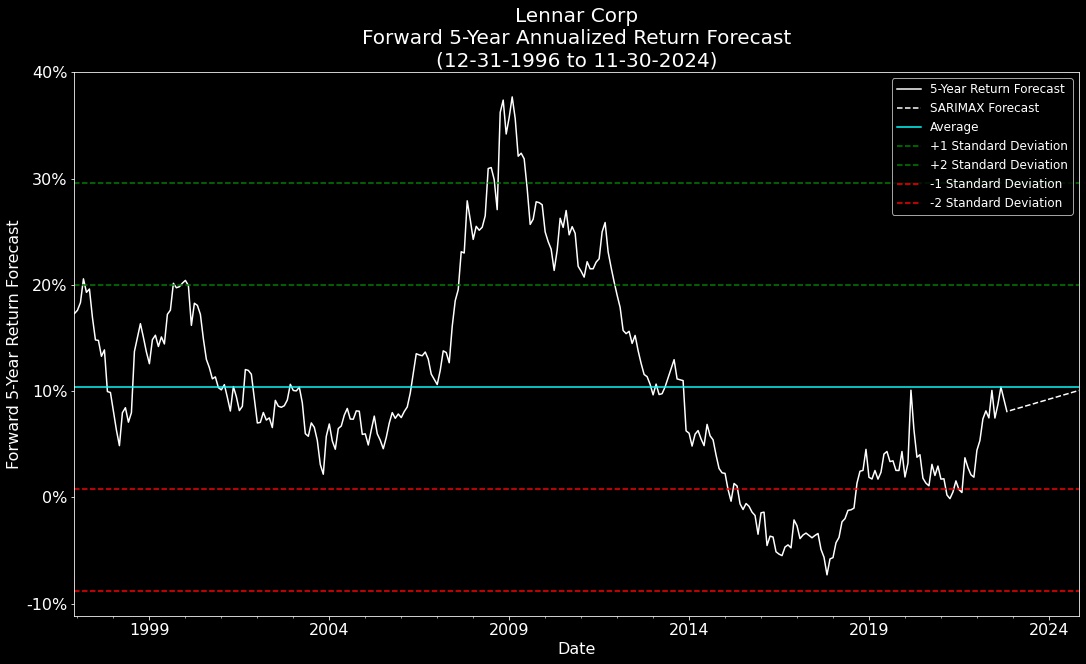 Lennar Corp
Forward 5-Year Annualized Return Forecast
(12-31-1996 to 11-30-2024)
40%
30%
20%
10%
0%
-10%
Forward 5-Year Return Forecast
5-Year Return Forecast
SARIMAX Forecast
Average
+1 Standard Deviation
+2 Standard Deviation
-1 Standard Deviation
-2 Standard Deviation
1999 2004 2009 2014 2019 2024
Date